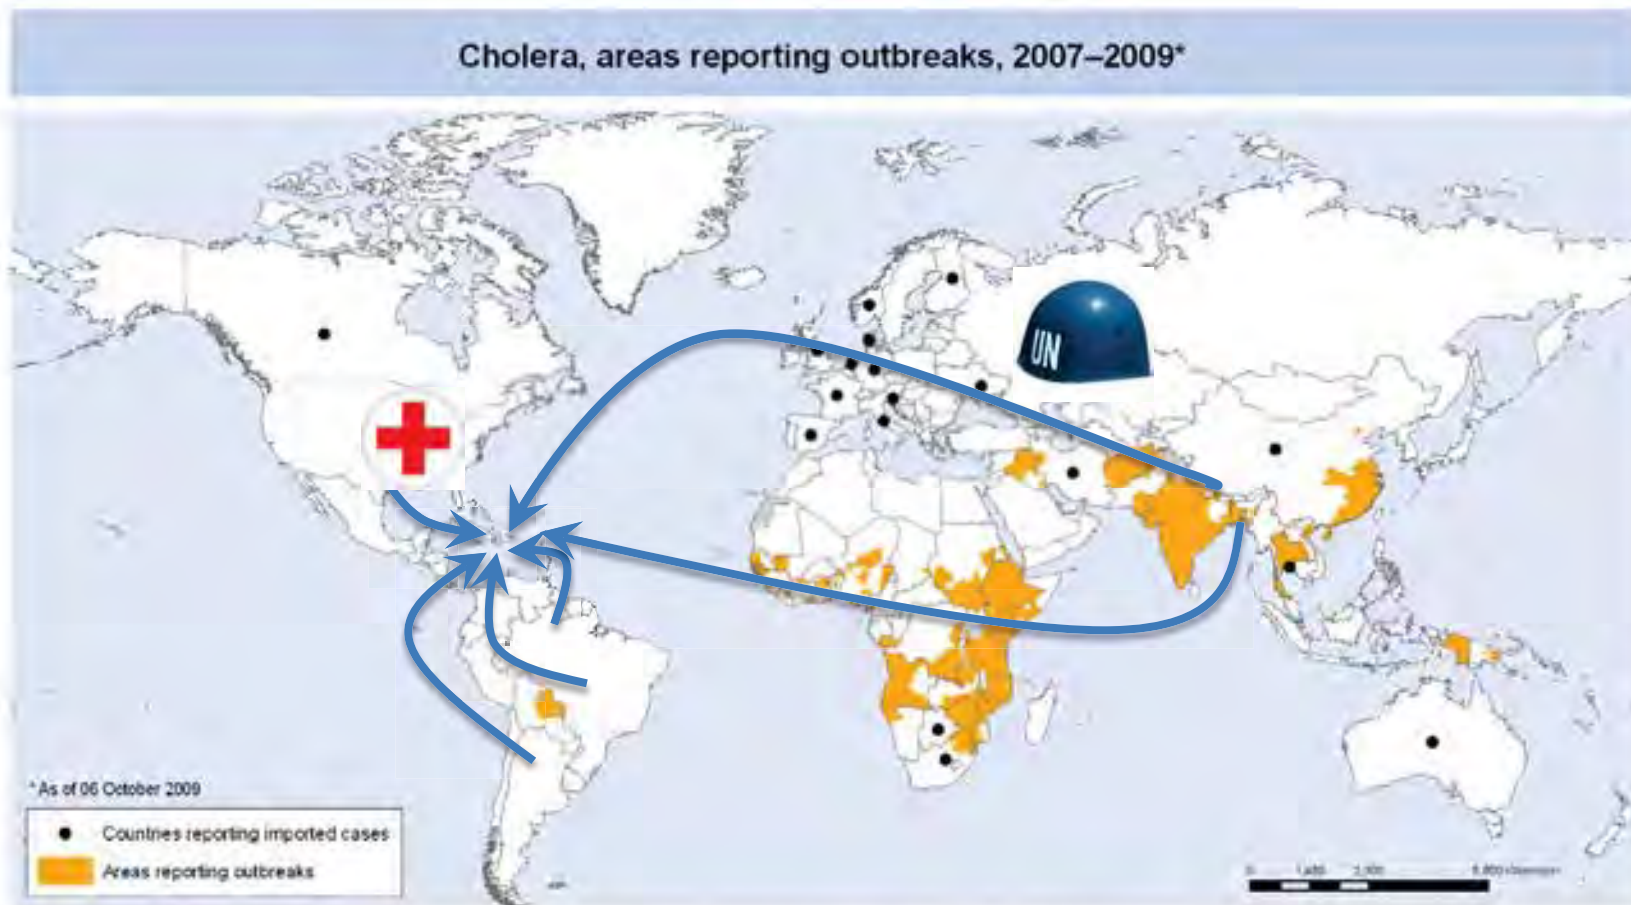 Cholera, areas reporting outbreaks, 2007–2009*
UN
* As of 06 October 2009
Countries reporting imported cases
Areas reporting outbreaks
0